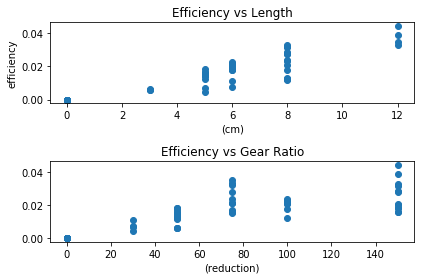 Efficiency vs Length
0.04
0.02
0.00
efficiency
0 2 4 6 8 10 12
(cm)
Efficiency vs Gear Ratio
0.04
0.02
0.00
0 20 40 60 80 100 120 140
(reduction)